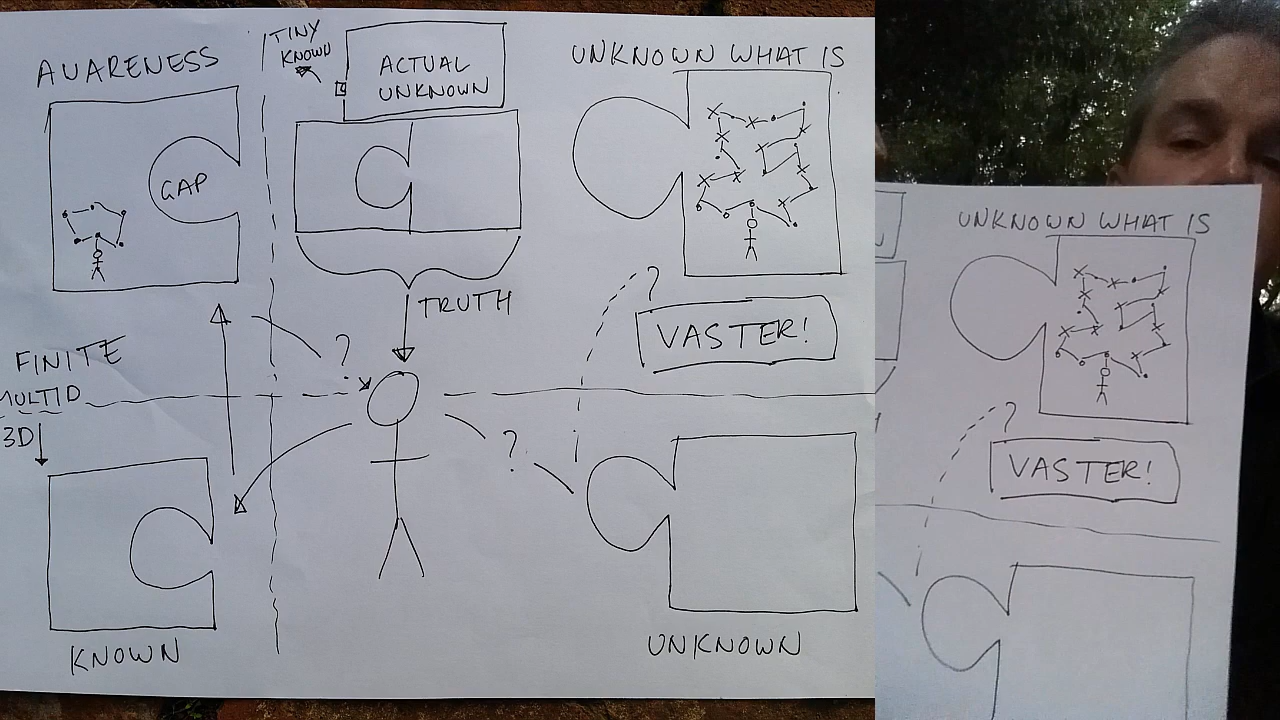 AWARENESS
GAP
TINY
KNOWN
ACTUAL
UNKNOWN
TRUTH
UNKNOWN WHAT IS
?
VASTER!
FINITE
MULTID
3D
?
?
KNOWN
UNKNOWN
UNKNOWN WHAT IS
?
VASTER!